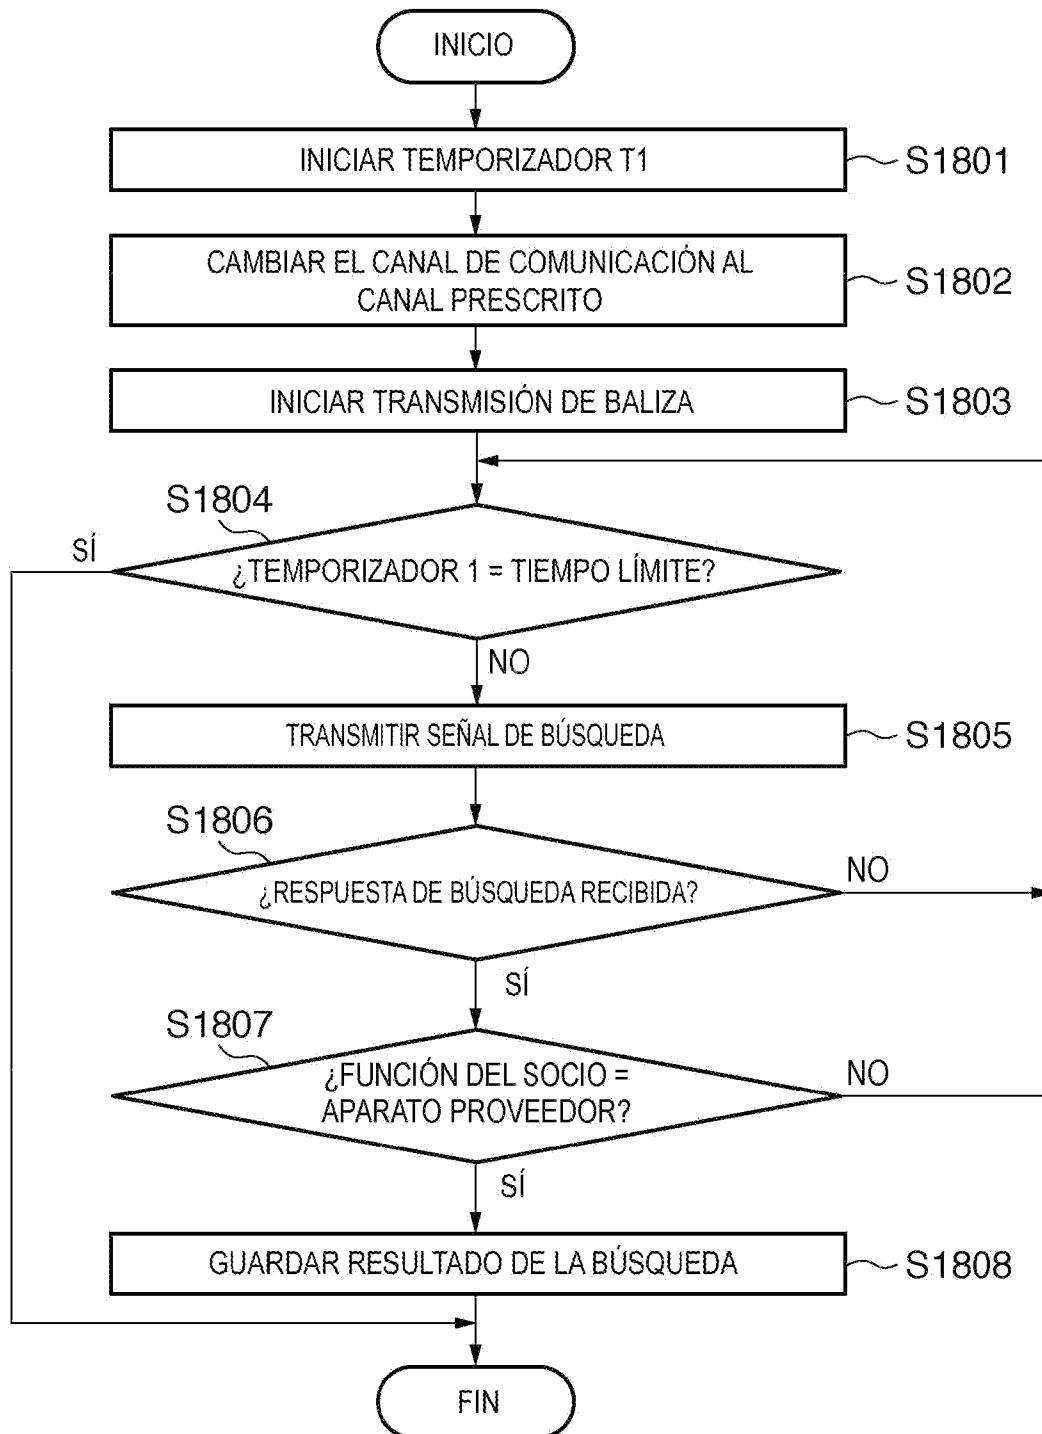 INICIO
INICIAR TEMPORIZADOR T1
S1801
CAMBIAR EL CANAL DE COMUNICACIÓN AL
CANAL PRESCRITO
S1802
INICIAR TRANSMISIÓN DE BALIZA
S1803
S1804
SÍ
¿TEMPORIZADOR 1 = TIEMPO LÍMITE?
NO
TRANSMITIR SEÑAL DE BÚSQUEDA
S1805
S1806
¿RESPUESTA DE BÚSQUEDA RECIBIDA?
NO
SÍ
S1807
¿FUNCIÓN DEL SOCIO =
APARATO PROVEEDOR?
NO
SÍ
GUARDAR RESULTADO DE LA BÚSQUEDA
S1808
FIN